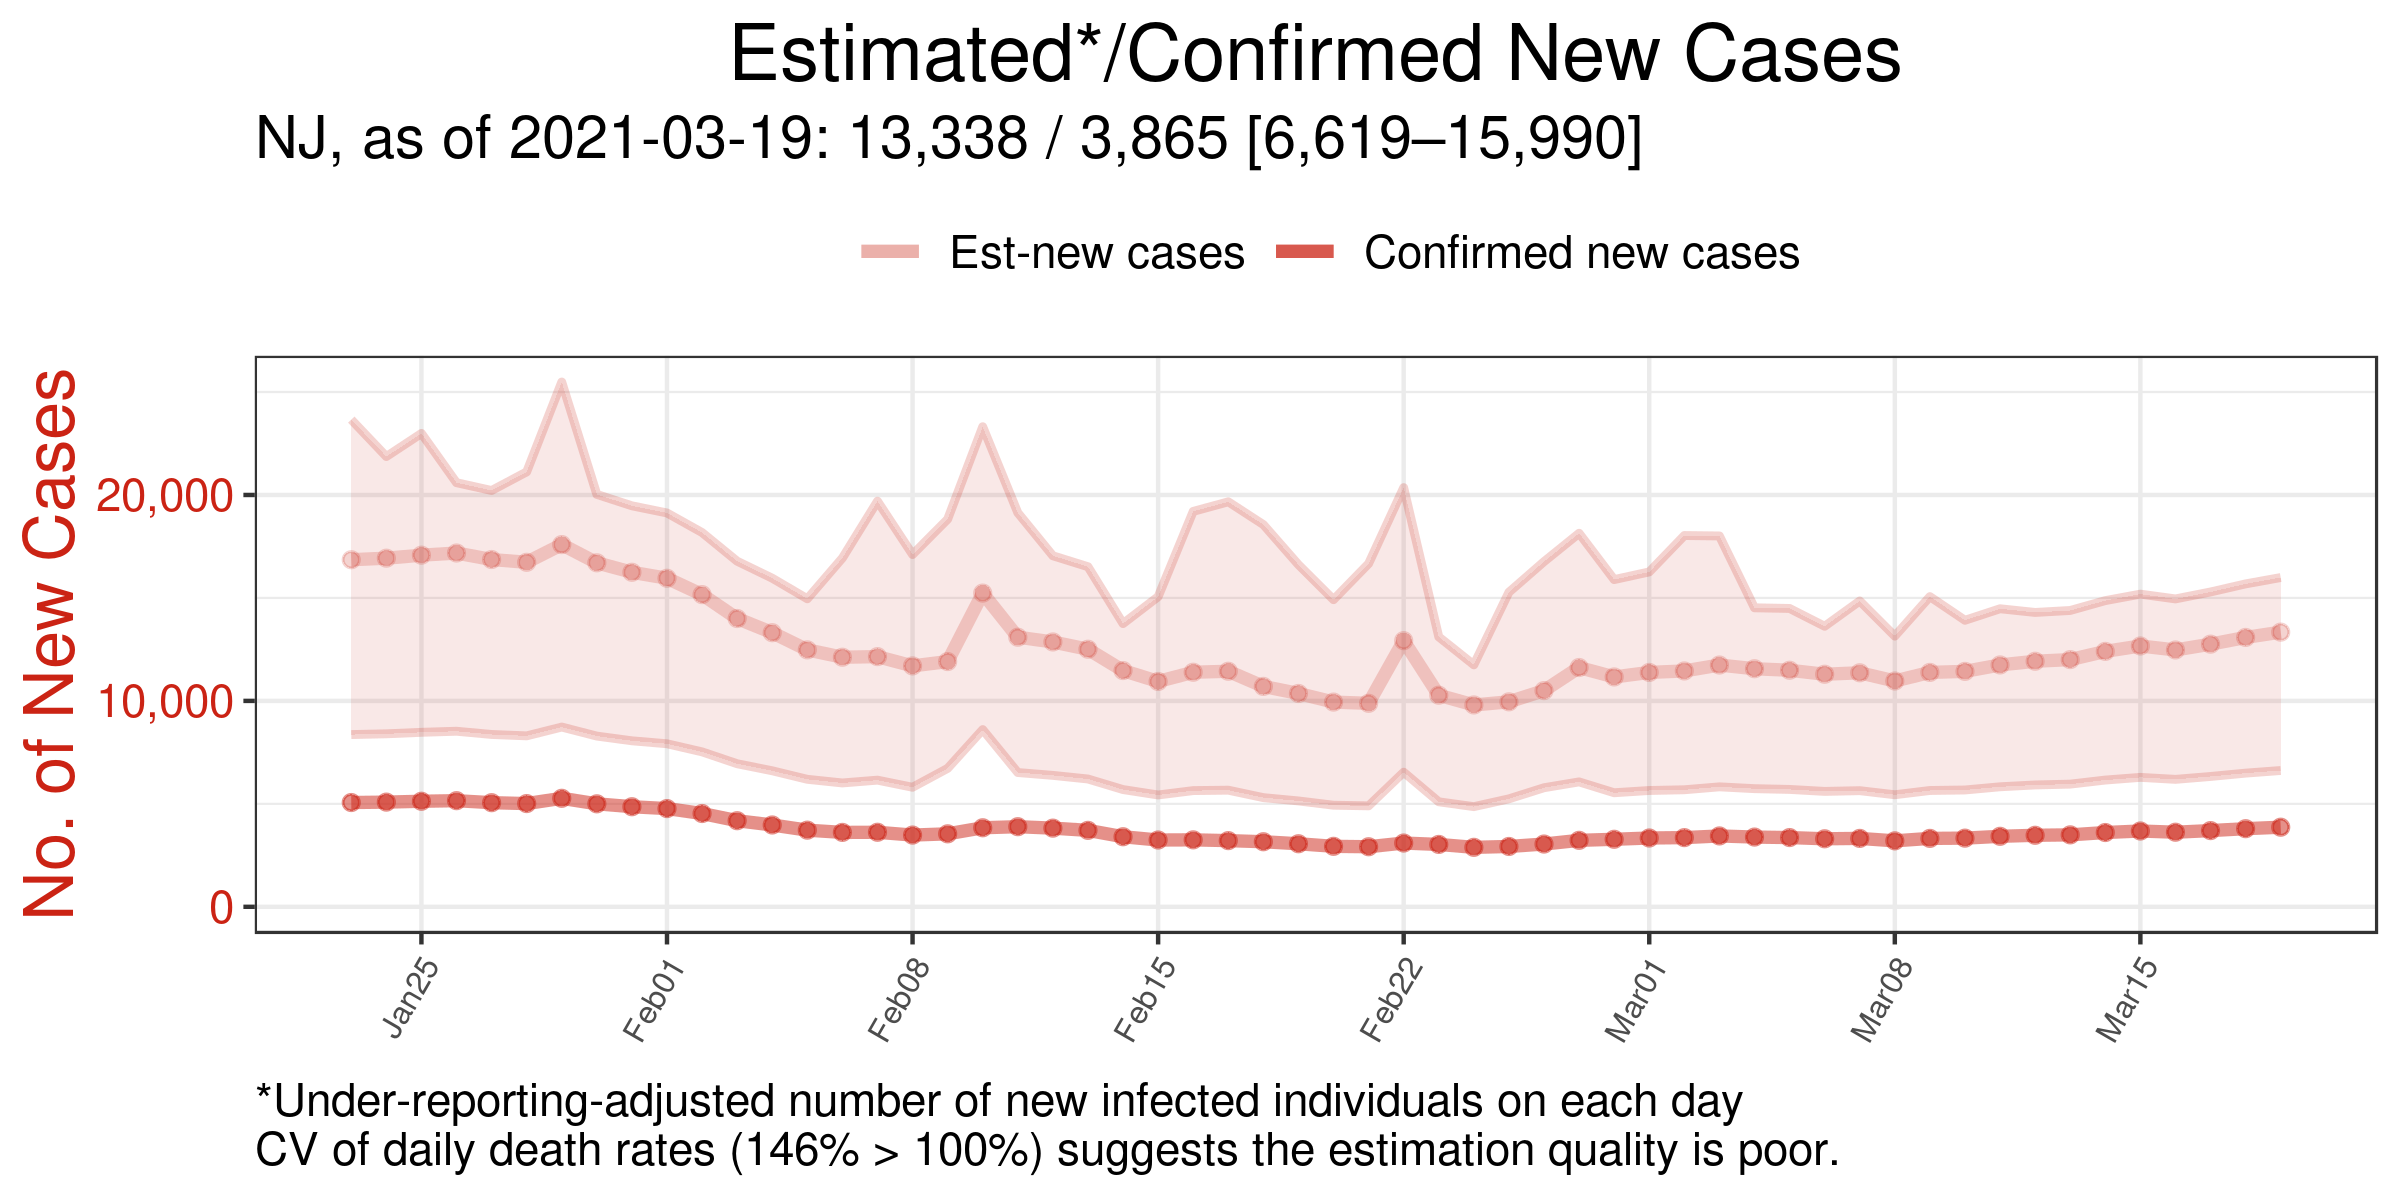 Estimated*/Confirmed New Cases
NJ, as of 2021-03-19: 13,338 / 3,865 [6,619–15,990]
Est-new cases
Confirmed new cases
No. of New Cases
20,000
10,000
0
Jan25
Feb01
Feb08
Feb15
Feb22
Mar01
Mar08
Mar15
*Under-reporting-adjusted number of new infected individuals on each day
CV of daily death rates (146% > 100%) suggests the estimation quality is poor.